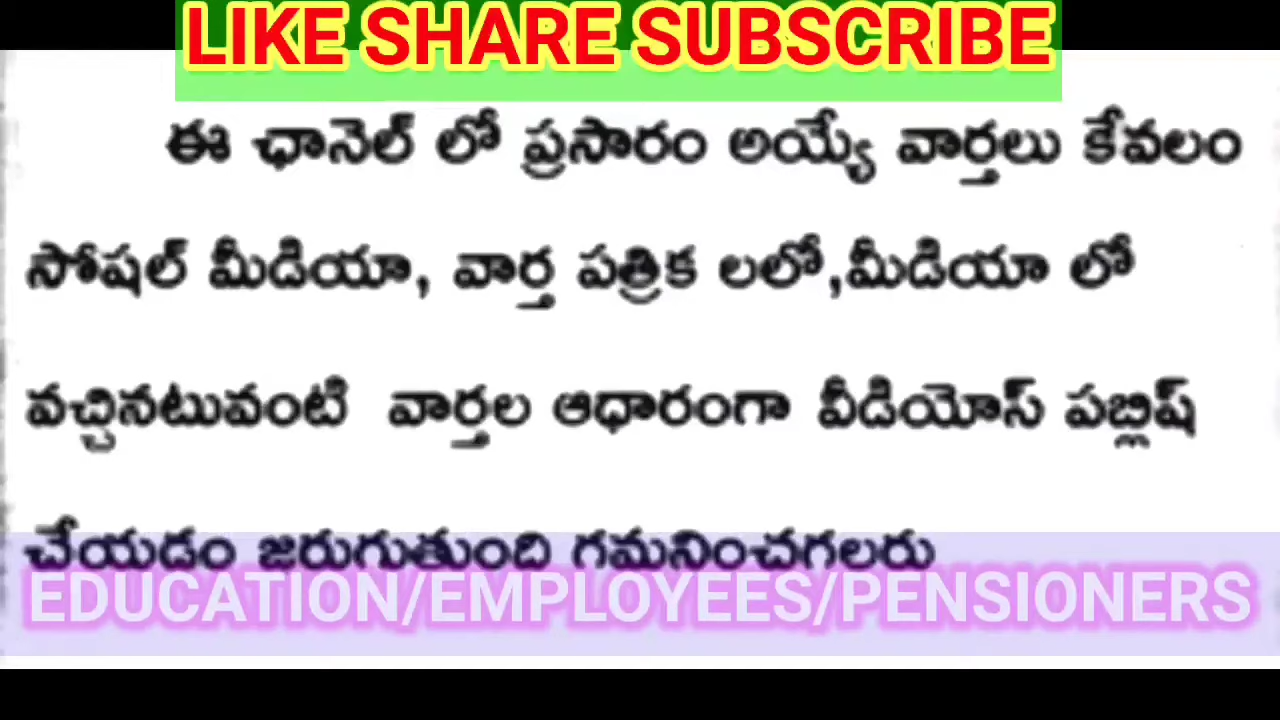 LIKE SHARE SUBSCRIBE
ఈ ఛానెల్ లో ప్రసారం అయ్యే వార్తలు కేవలం
సోషల్ మీడియా, వార్త పత్రిక లలో,మీడియా లో
వచ్చినటువంటి వార్తల ఆధారంగా వీడియోస్ పబ్లిష్
చేయడం జరుగుతుంది గమనించగలరు
EDUCATION/EMPLOYEES/PENSIONERS